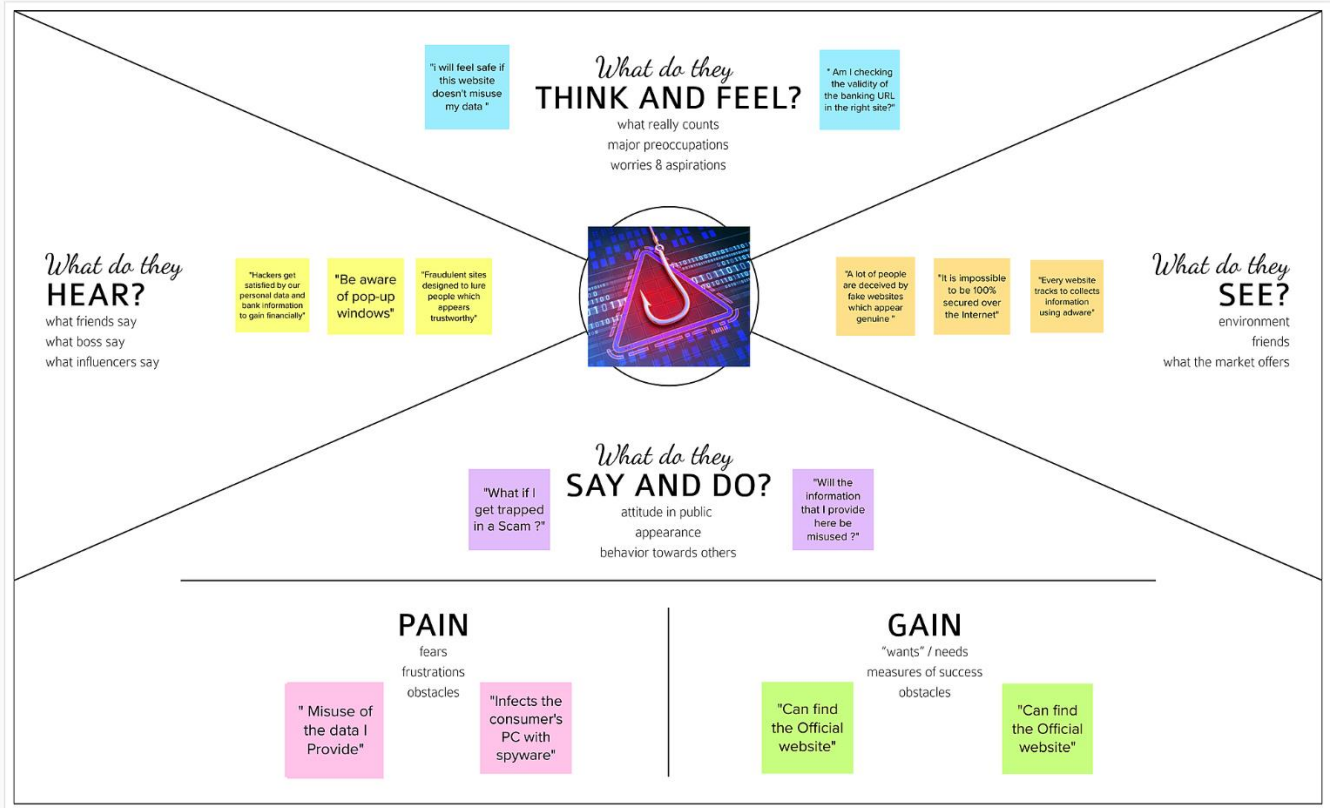 "i will feel safe if
this website
doesn't misuse
my data "
What do they
THINK AND FEEL?
what really counts
major preoccupations
worries & aspirations
" Am I checking
the validity of
the banking URL
in the right site?"
What do they
HEAR?
what friends say
what boss say
what influencers say
"Hackers get
satisfied by our
personal data and
bank information
to gain financially"
"Be aware
of pop-up
windows"
"Fraudulent sites
designed to lure
people which
appears
trustworthy"
"A lot of people
are deceived by
fake websites
which appear
genuine "
"It is impossible
to be 100%
secured over
the Internet"
"Every website
tracks to collects
information
using adware"
What do they
SEE?
environment
friends
what the market offers
"What if I
get trapped
in a Scam ?"
What do they
SAY AND DO?
attitude in public
appearance
behavior towards others
"Will the
information
that I provide
here be
misused ?"
PAIN
fears
frustrations
obstacles
" Misuse of
the data I
Provide"
"Infects the
consumer's
PC with
spyware"
GAIN
"wants" / needs
measures of success
obstacles
"Can find
the Official
website"
"Can find
the Official
website"